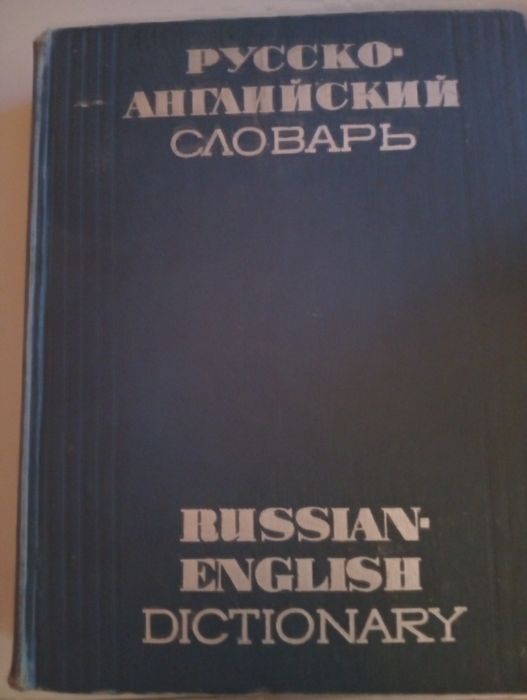 РУССКО-
АНГЛИЙСКИЙ
СЛОВАРЬ
RUSSIAN-
ENGLISH
DICTIONARY